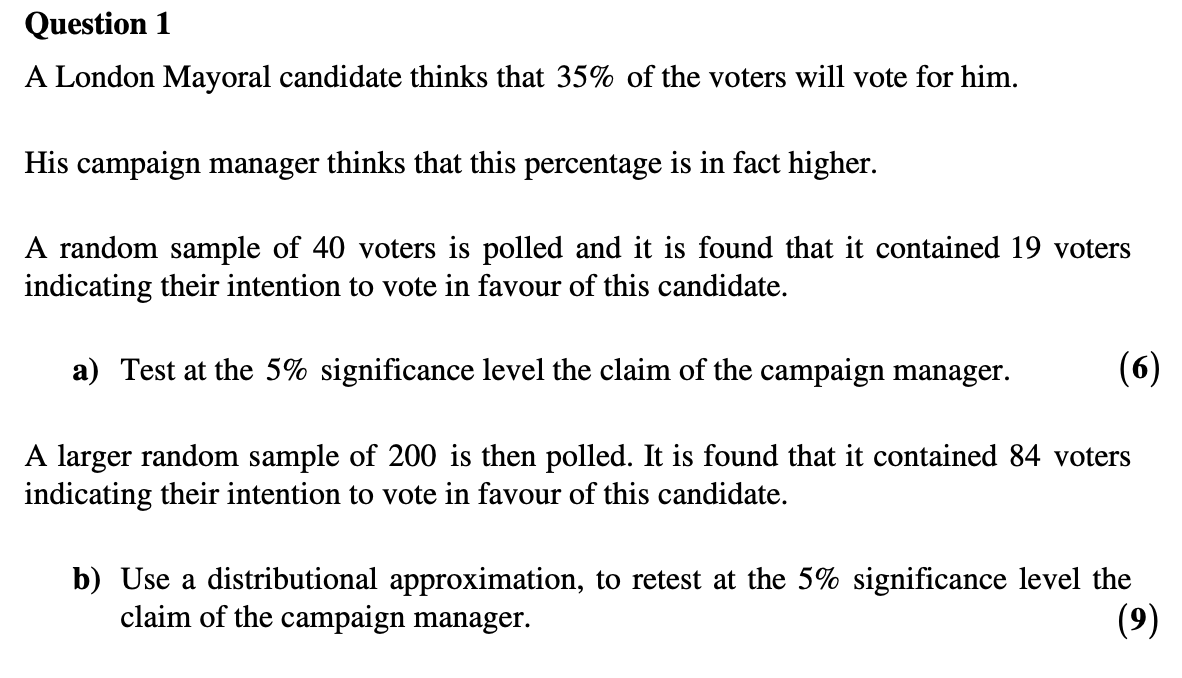 Question 1
A London Mayoral candidate thinks that 35% of the voters will vote for him.
His campaign manager thinks that this percentage is in fact higher.
A random sample of 40 voters is polled and it is found that it contained 19 voters
indicating their intention to vote in favour of this candidate.
a) Test at the 5% significance level the claim of the campaign manager. (6)
A larger random sample of 200 is then polled. It is found that it contained 84 voters
indicating their intention to vote in favour of this candidate.
b) Use a distributional approximation, to retest at the 5% significance level the
claim of the campaign manager. (9)